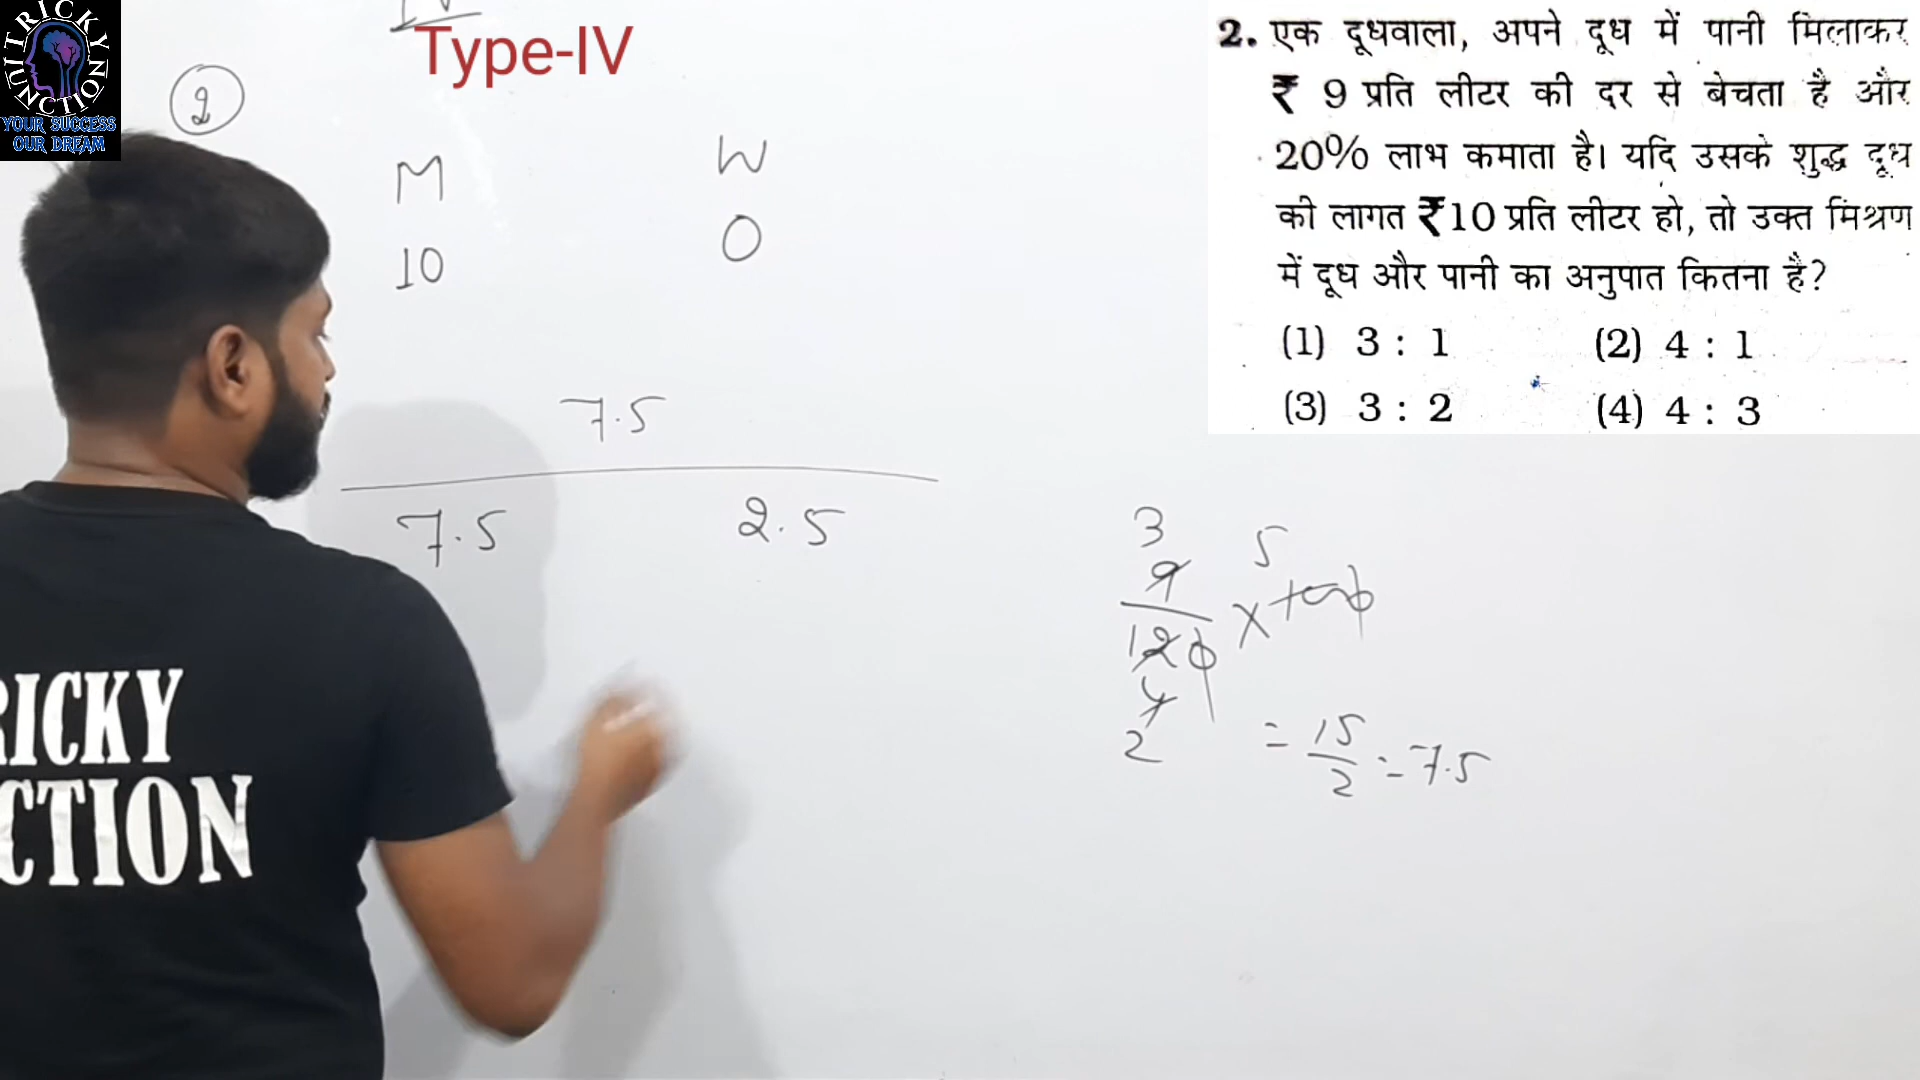 TRICKY JUNCTION
YOUR SUCCESS
OUR DREAM
Type-IV
2
M W
10 0
7.5
7.5 2.5
2. एक दूधवाला, अपने दूध में पानी मिलाकर
₹ 9 प्रति लीटर की दर से बेचता है और
20% लाभ कमाता है। यदि उसके शुद्ध दूध
की लागत ₹10 प्रति लीटर हो, तो उक्त मिश्रण
में दूध और पानी का अनुपात कितना है?
(1) 3 : 1 (2) 4 : 1
(3) 3 : 2 (4) 4 : 3
3 5
9
120 × 100
4
2
= 15/2 = 7.5
RICKY
CTION